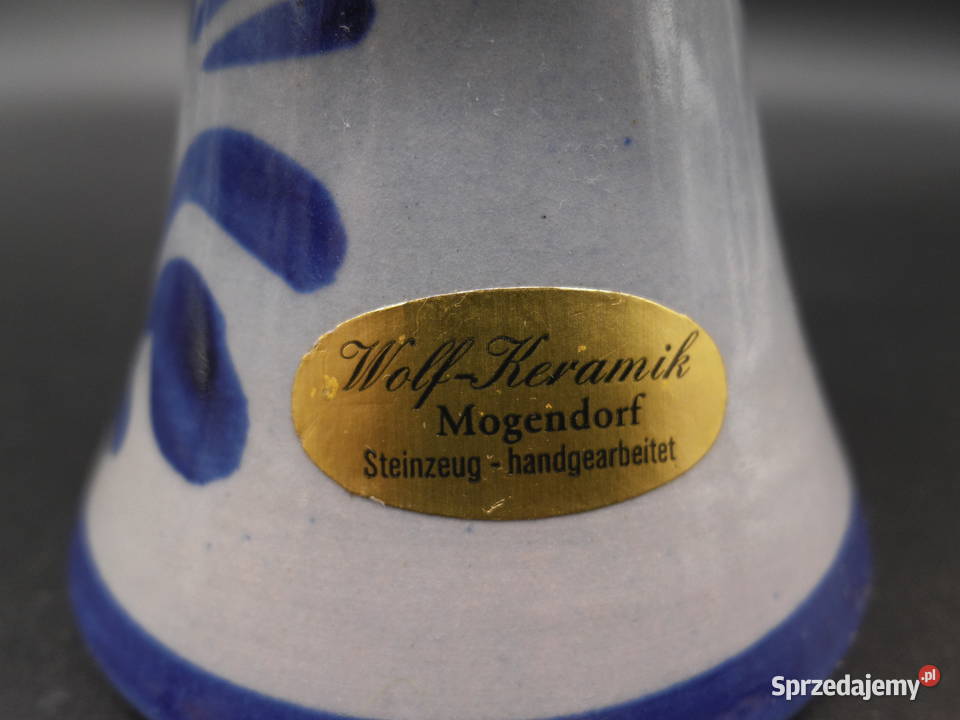 Wolf-Keramik
Mogendorf
Steinzeug - handgearbeitet
Sprzedajemy.pl